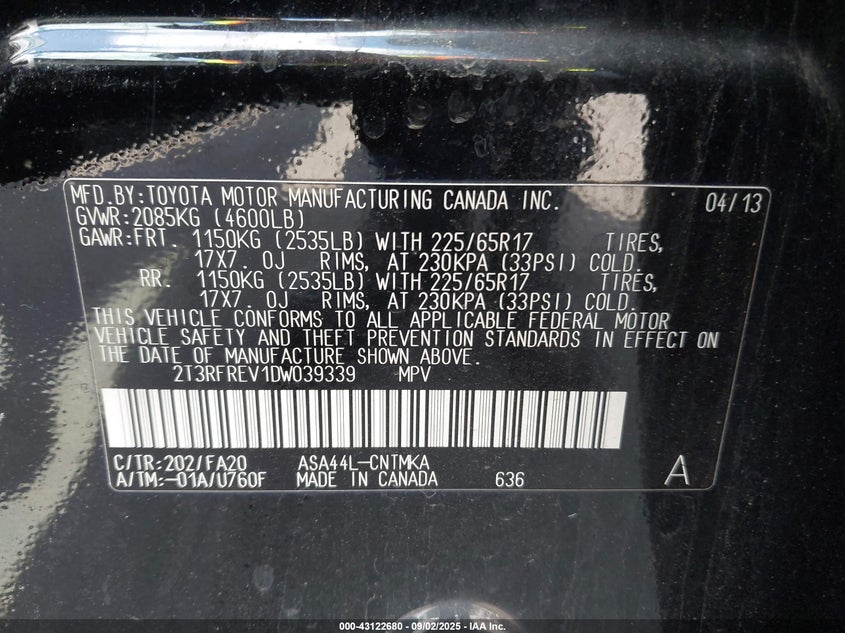 MFD.BY:TOYOTA MOTOR MANUFACTURING CANADA INC. 04/13
GVWR:2085KG (4600LB)
GAWR:FRT. 1150KG (2535LB) WITH 225/65R17 TIRES,
17X7. 0J RIMS, AT 230KPA (33PSI) COLD.
RR. 1150KG (2535LB) WITH 225/65R17 TIRES,
17X7. 0J RIMS, AT 230KPA (33PSI) COLD.
THIS VEHICLE CONFORMS TO ALL APPLICABLE FEDERAL MOTOR
VEHICLE SAFETY AND THEFT PREVENTION STANDARDS IN EFFECT ON
THE DATE OF MANUFACTURE SHOWN ABOVE.
2T3RFREV1DW039339 MPV
C/TR:202/FA20 ASA44L-CNTMKA
A/TM:-01A/U760F MADE IN CANADA 636 A
000-43122680 - 09/02/2025 - IAA Inc.